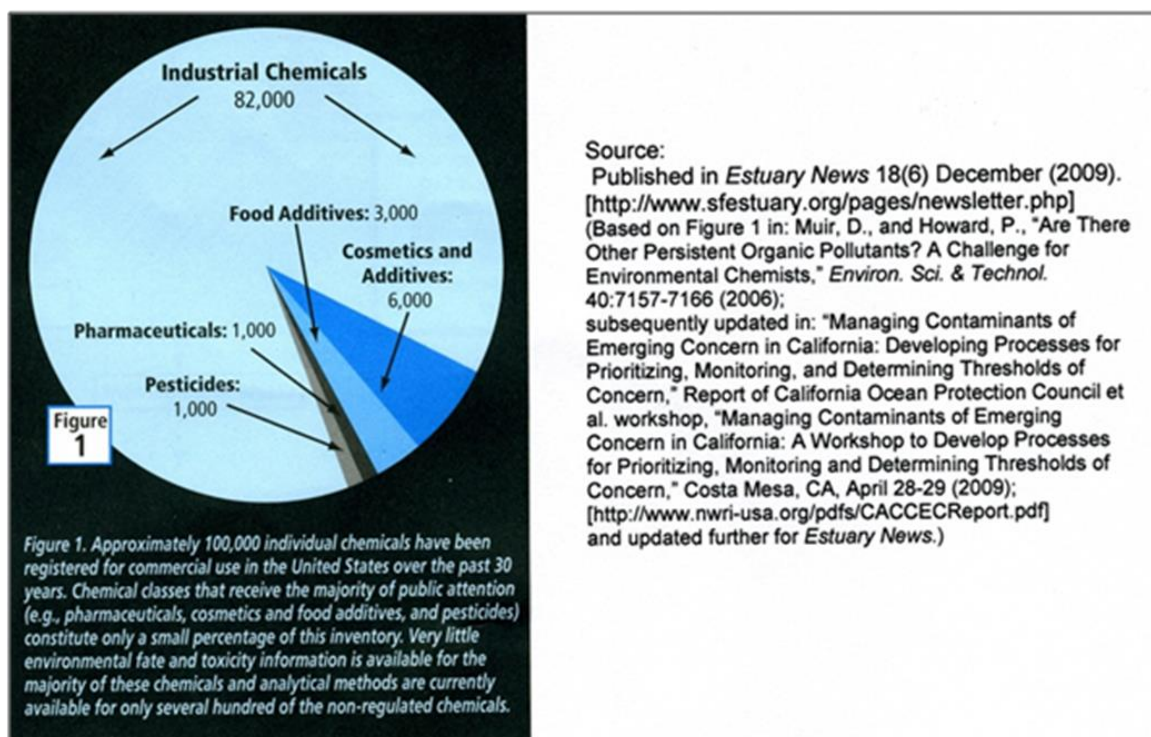 Industrial Chemicals
82,000
Food Additives: 3,000
Cosmetics and
Additives:
6,000
Pharmaceuticals: 1,000
Pesticides:
1,000
Figure
1
Figure 1. Approximately 100,000 individual chemicals have been
registered for commercial use in the United States over the past 30
years. Chemical classes that receive the majority of public attention
(e.g., pharmaceuticals, cosmetics and food additives, and pesticides)
constitute only a small percentage of this inventory. Very little
environmental fate and toxicity information is available for the
majority of these chemicals and analytical methods are currently
available for only several hundred of the non-regulated chemicals.
Source:
Published in Estuary News 18(6) December (2009).
[http://www.sfestuary.org/pages/newsletter.php]
(Based on Figure 1 in: Muir, D., and Howard, P., "Are There
Other Persistent Organic Pollutants? A Challenge for
Environmental Chemists," Environ. Sci. & Technol.
40:7157-7166 (2006);
subsequently updated in: "Managing Contaminants of
Emerging Concern in California: Developing Processes for
Prioritizing, Monitoring, and Determining Thresholds of
Concern," Report of California Ocean Protection Council et
al. workshop, "Managing Contaminants of Emerging
Concern in California: A Workshop to Develop Processes
for Prioritizing, Monitoring and Determining Thresholds of
Concern," Costa Mesa, CA, April 28-29 (2009);
[http://www.nwri-usa.org/pdfs/CACCECReport.pdf]
and updated further for Estuary News.)